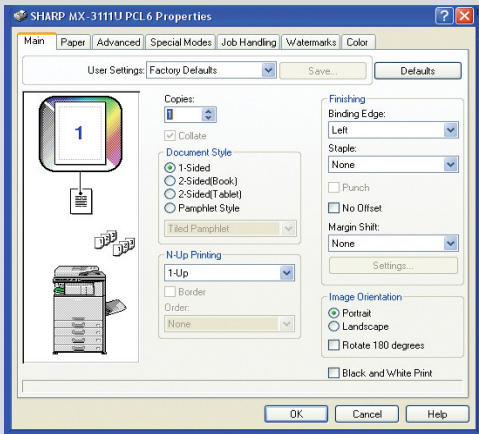 SHARP MX-3111U PCL6 Properties
Main Paper Advanced Special Modes Job Handling Watermarks Color
User Settings: Factory Defaults Save... Defaults
1
Copies:
1
Collate
Document Style
1-Sided
2-Sided(Book)
2-Sided(Tablet)
Pamphlet Style
Tiled Pamphlet
N-Up Printing
1-Up
Border
Order:
None
Finishing
Binding Edge:
Left
Staple:
None
Punch
No Offset
Margin Shift:
None
Settings...
Image Orientation
Portrait
Landscape
Rotate 180 degrees
Black and White Print
OK Cancel Help